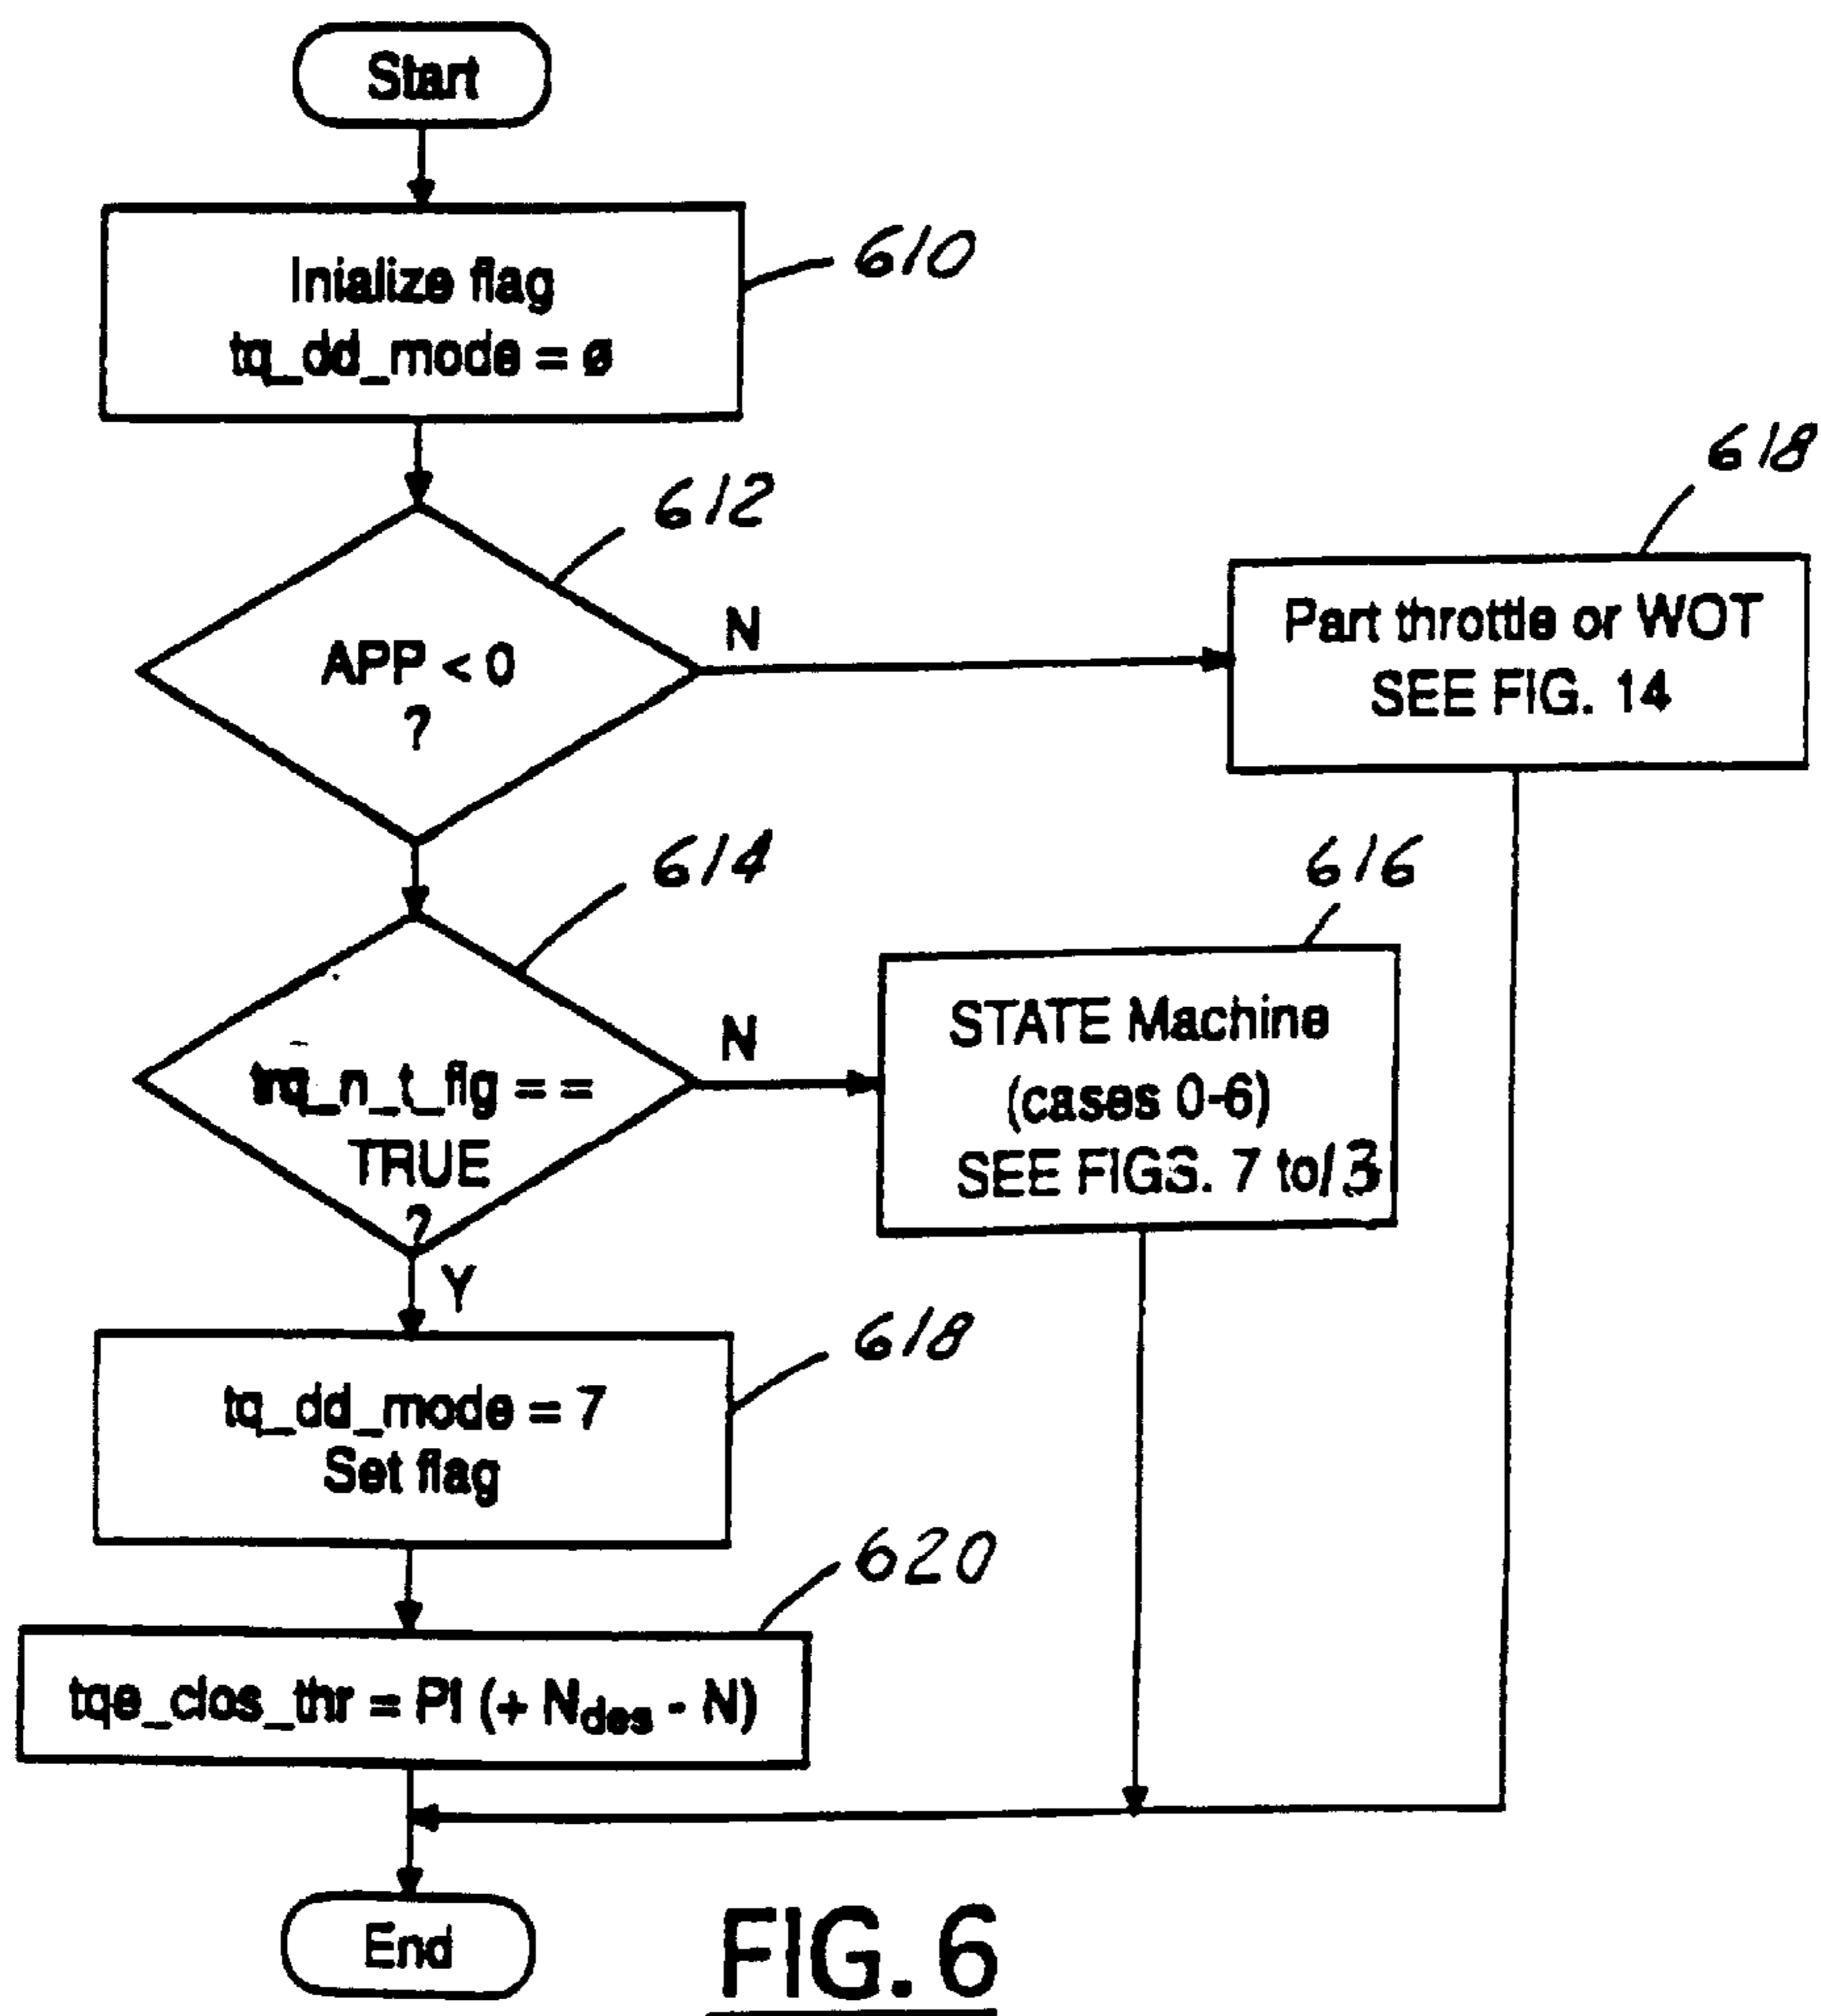 Start
Inialize flag
tq_dd_mode = ø
610
612
APP < 0
?
N
618
Part throttle or WOT
SEE FIG. 14
614
trq_n_t_flg = =
TRUE
?
N
616
STATE Machine
(cases 0-6)
SEE FIGS. 7 to 13
Y
618
tq_dd_mode = 7
Set flag
620
tqe_clos_thr = PI (+ Ndes - N)
End
FIG. 6